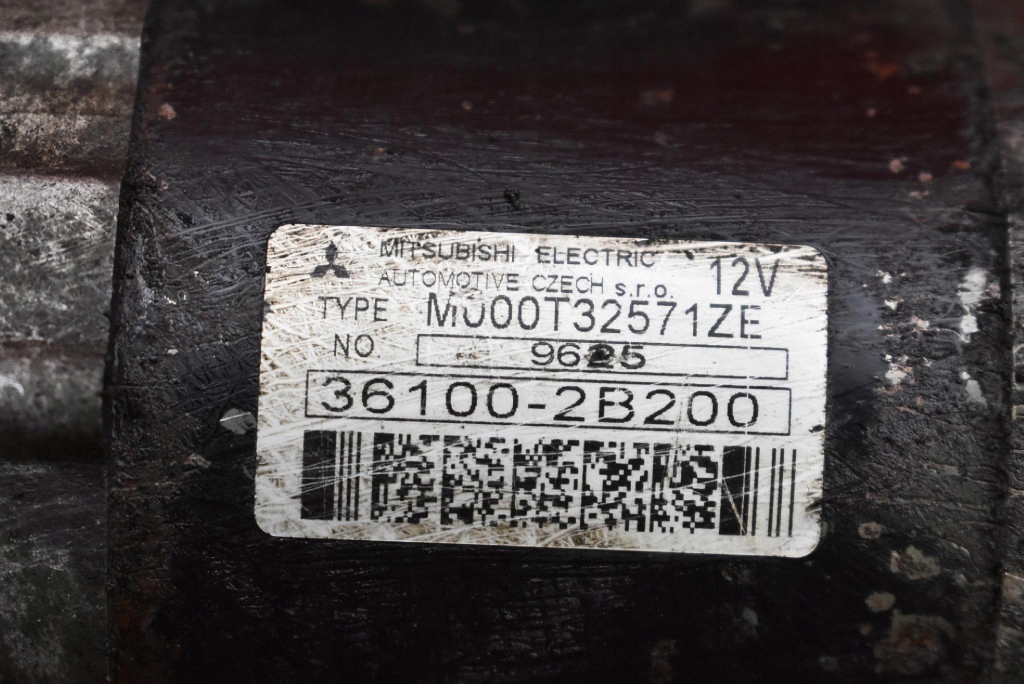 MITSUBISHI ELECTRIC
AUTOMOTIVE CZECH s.r.o. 12V
TYPE M000T32571ZE
NO. 9625
36100-2B200